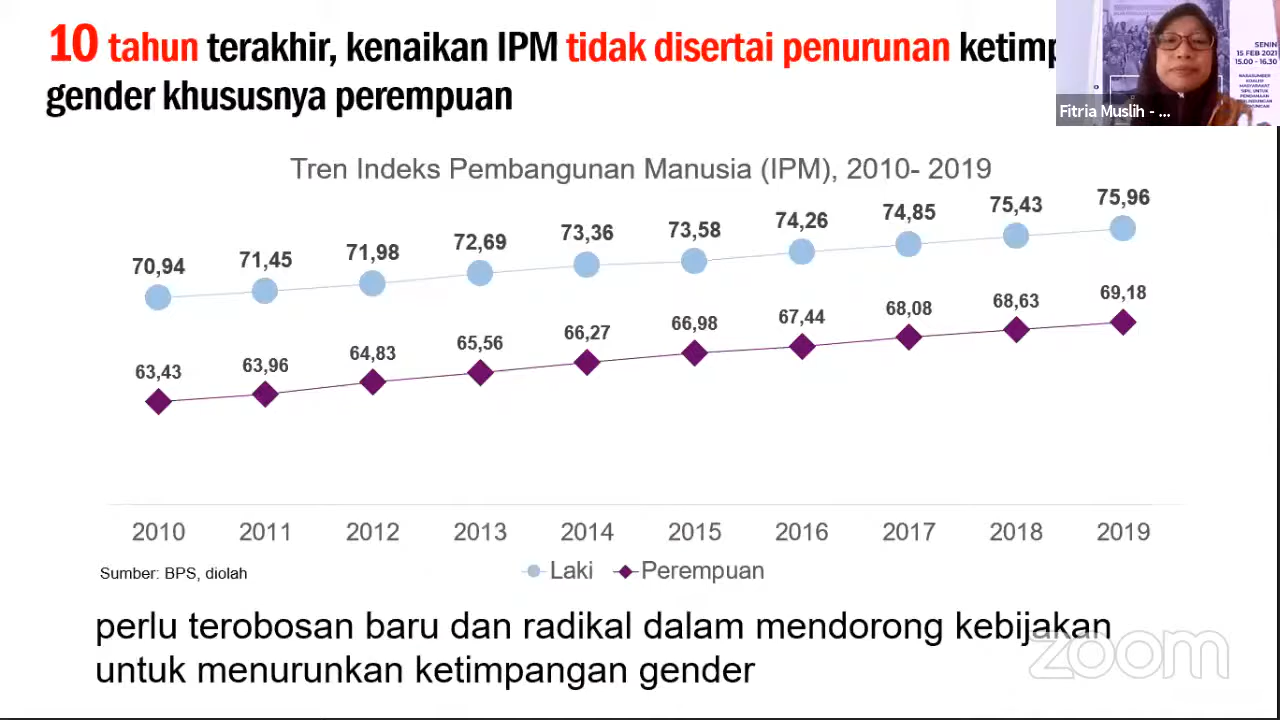 10 tahun terakhir, kenaikan IPM tidak disertai penurunan
gender khususnya perempuan
SENIN
15 FEB 2021
15.00 - 16.30
Fitria Muslih - ...
Tren Indeks Pembangunan Manusia (IPM), 2010- 2019
70,94 71,45 71,98 72,69 73,36 73,58 74,26 74,85 75,43 75,96
63,43 63,96 64,83 65,56 66,27 66,98 67,44 68,08 68,63 69,18
2010 2011 2012 2013 2014 2015 2016 2017 2018 2019
Sumber: BPS, diolah
Laki Perempuan
perlu terobosan baru dan radikal dalam mendorong kebijakan
untuk menurunkan ketimpangan gender
zoom